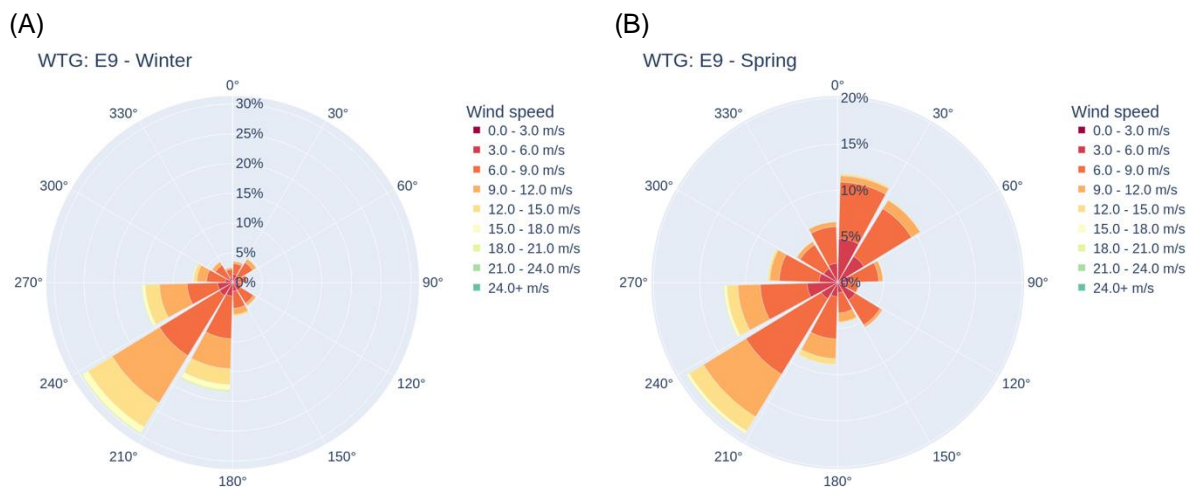 (A)
WTG: E9 - Winter
0°
30°
60°
90°
120°
150°
180°
210°
240°
270°
300°
330°
30%
25%
20%
15%
10%
5%
0%
Wind speed
0.0 - 3.0 m/s
3.0 - 6.0 m/s
6.0 - 9.0 m/s
9.0 - 12.0 m/s
12.0 - 15.0 m/s
15.0 - 18.0 m/s
18.0 - 21.0 m/s
21.0 - 24.0 m/s
24.0+ m/s
(B)
WTG: E9 - Spring
0°
30°
60°
90°
120°
150°
180°
210°
240°
270°
300°
330°
20%
15%
10%
5%
0%
Wind speed
0.0 - 3.0 m/s
3.0 - 6.0 m/s
6.0 - 9.0 m/s
9.0 - 12.0 m/s
12.0 - 15.0 m/s
15.0 - 18.0 m/s
18.0 - 21.0 m/s
21.0 - 24.0 m/s
24.0+ m/s